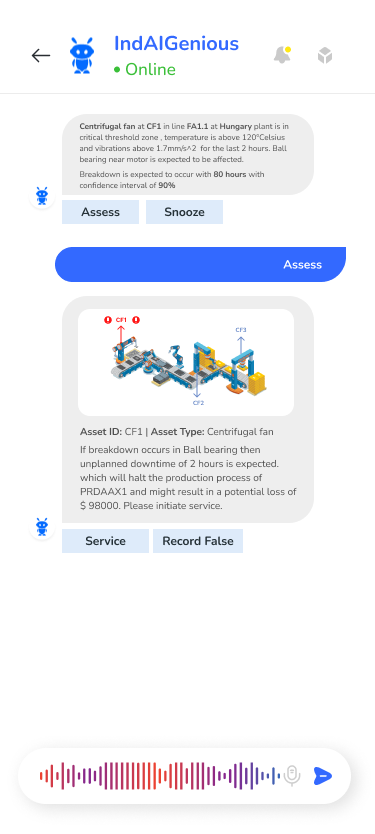 IndAIGenious
Online
Centrifugal fan at CF1 in line FA1.1 at Hungary plant is in
critical threshold zone , temperature is above 120°Celsius
and vibrations above 1.7mm/s^2 for the last 2 hours. Ball
bearing near motor is expected to be affected.
Breakdown is expected to occur with 80 hours with
confidence interval of 90%
Assess
Snooze
Assess
CF1
CF3
CF2
Asset ID: CF1 | Asset Type: Centrifugal fan
If breakdown occurs in Ball bearing then
unplanned downtime of 2 hours is expected.
which will halt the production process of
PRDAAX1 and might result in a potential loss of
$ 98000. Please initiate service.
Service
Record False